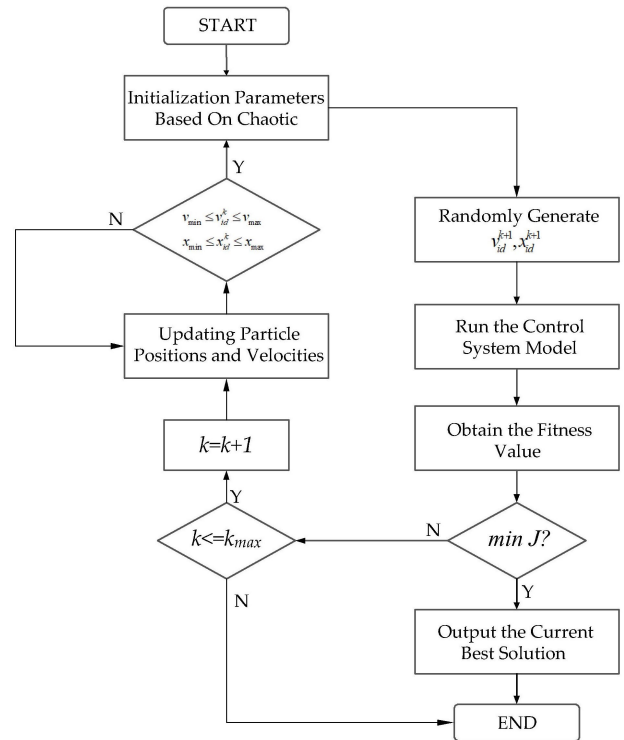 START
Initialization Parameters
Based On Chaotic
Y
N
v_min ≤ v_id^k ≤ v_max
x_min ≤ x_id^k ≤ x_max
Randomly Generate
v_id^{k+1}, x_id^{k+1}
Updating Particle
Positions and Velocities
Run the Control
System Model
k=k+1
Obtain the Fitness
Value
Y
k<=k_max
N
min J?
N
Y
Output the Current
Best Solution
END